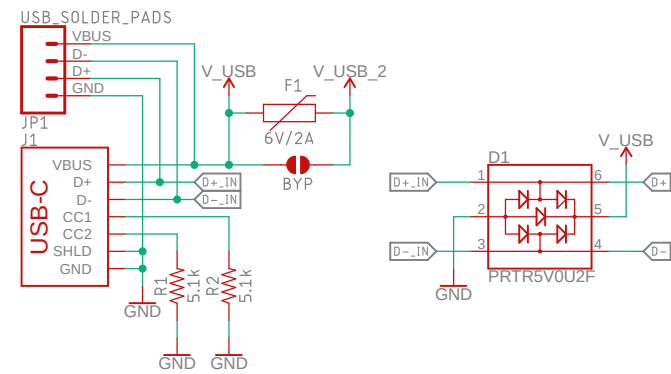 USB_SOLDER_PADS
VBUS
D-
D+
GND
JP1
J1
V_USB
F1
V_USB_2
6V/2A
BYP
USB-C
VBUS
D+
D-
CC1
CC2
SHLD
GND
D+_IN
D-_IN
R1
5.1k
R2
5.1k
GND
GND
GND
D1
V_USB
D+_IN
1
6
D+
2
5
D-_IN
3
4
D-
PRTR5V0U2F
GND